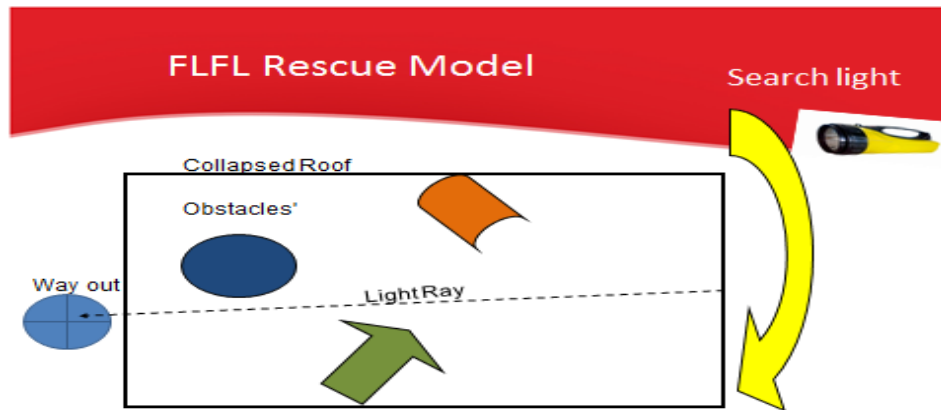 FLFL Rescue Model
Search light
Collapsed Roof
Obstacles'
Way out
Light Ray